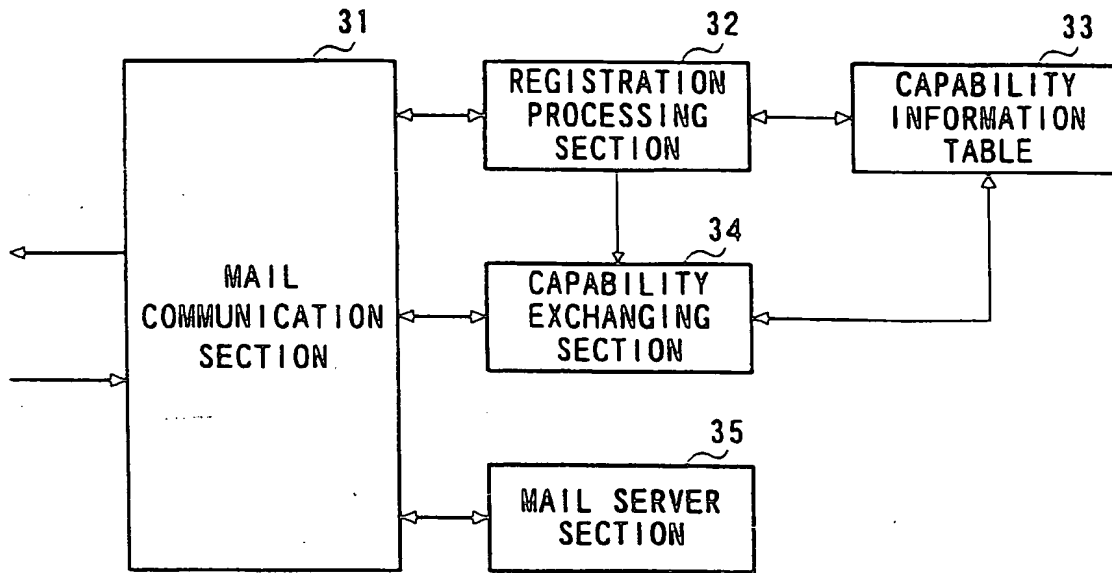 31
32
33
REGISTRATION
PROCESSING
SECTION
CAPABILITY
INFORMATION
TABLE
34
MAIL
COMMUNICATION
SECTION
CAPABILITY
EXCHANGING
SECTION
35
MAIL SERVER
SECTION